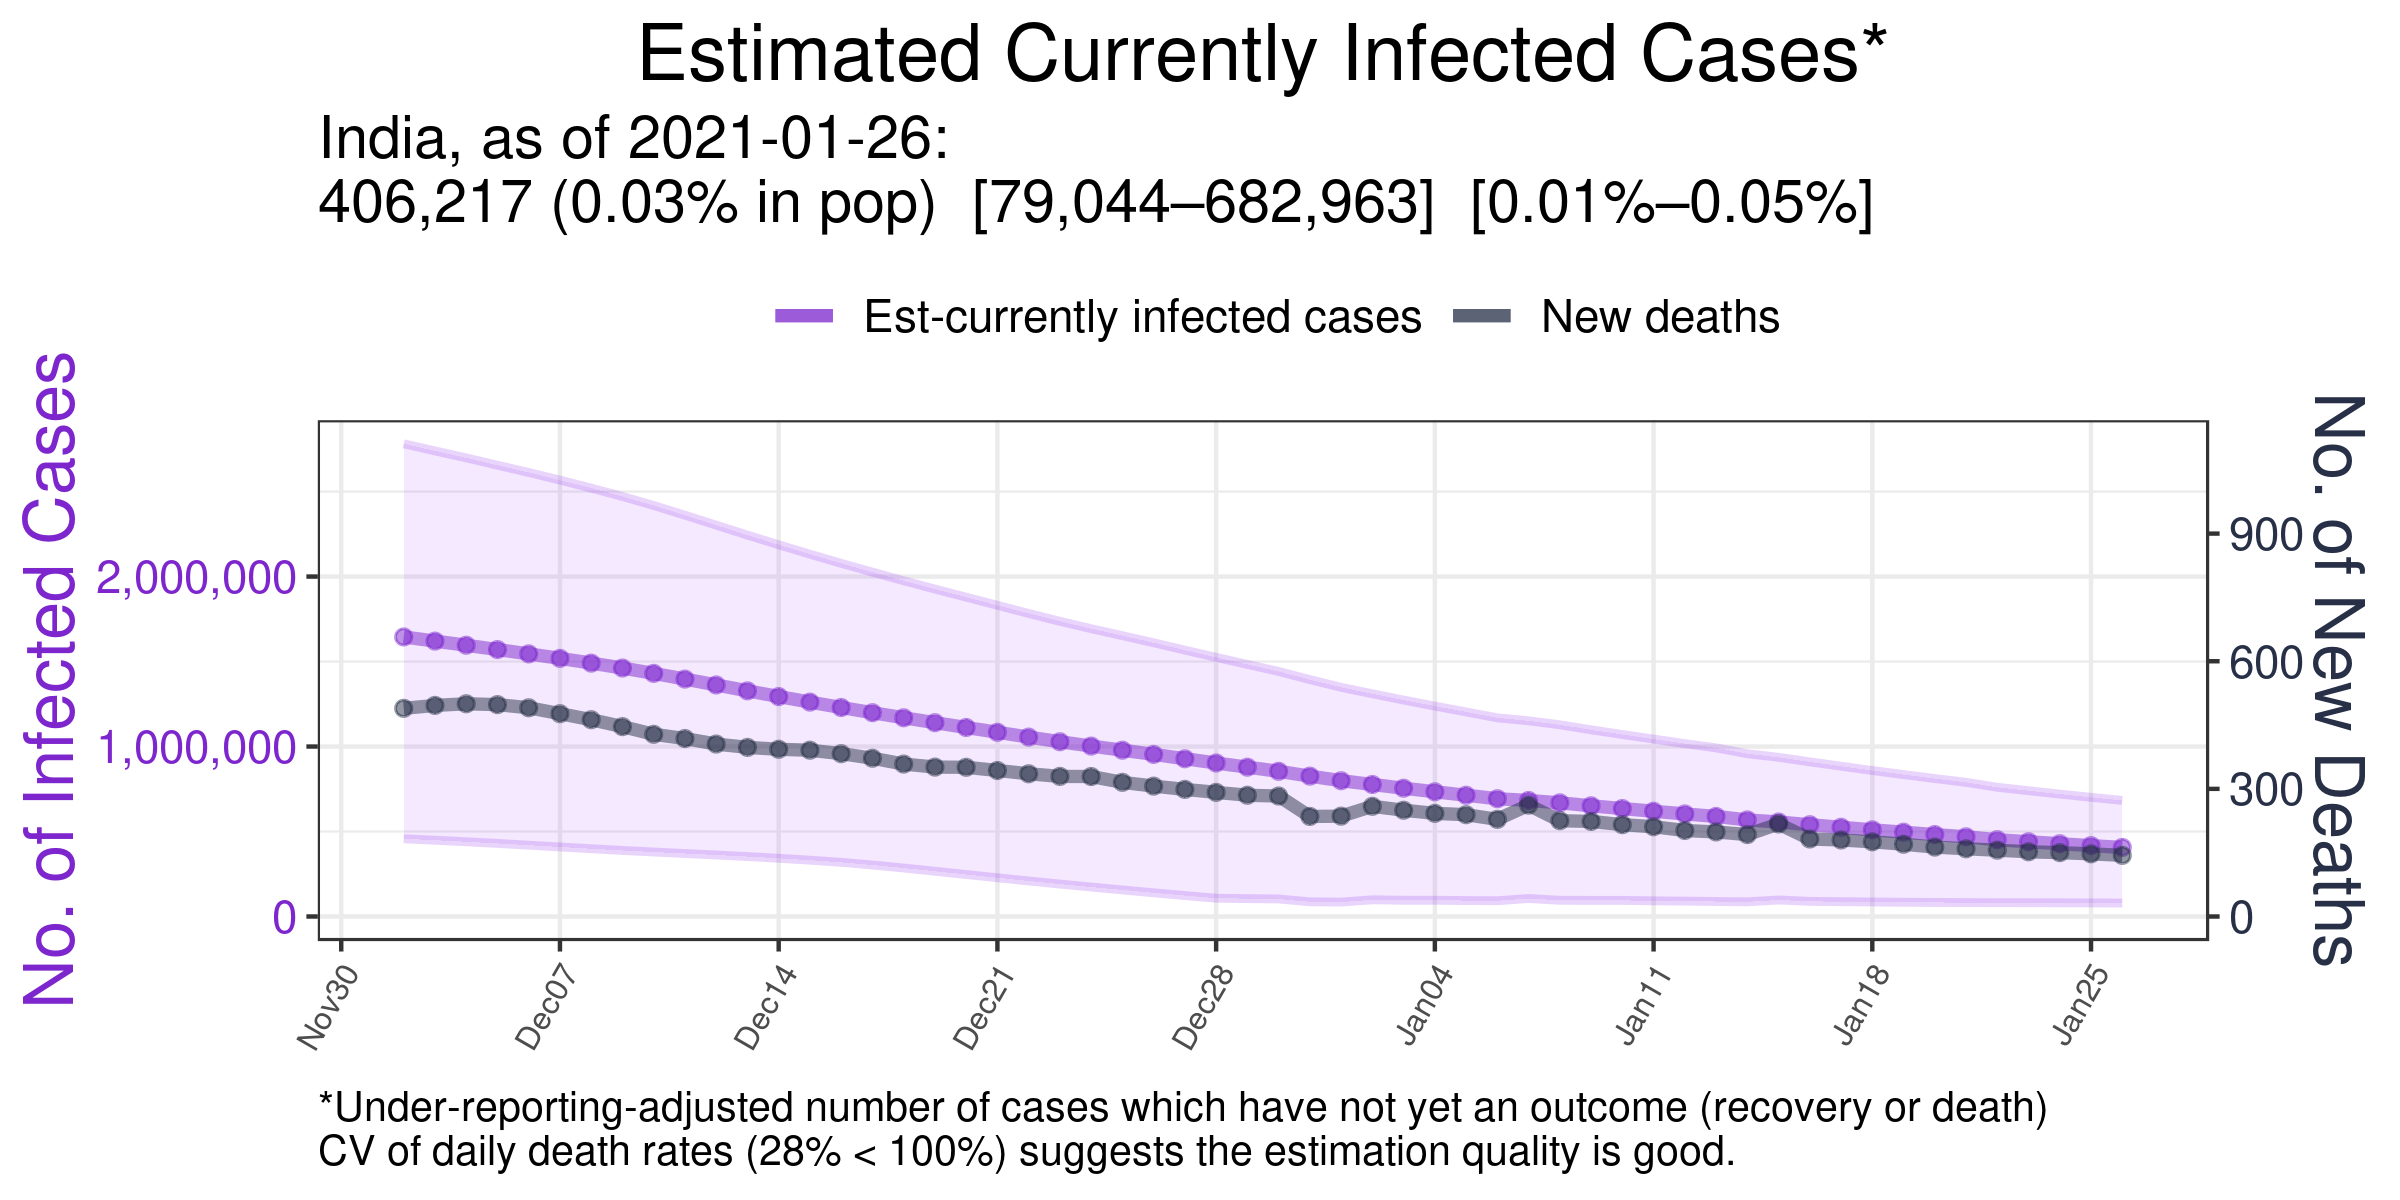 Estimated Currently Infected Cases*
India, as of 2021-01-26:
406,217 (0.03% in pop)  [79,044–682,963]  [0.01%–0.05%]
Est-currently infected cases
New deaths
No. of Infected Cases
2,000,000
1,000,000
0
900
600
300
0
No. of New Deaths
Nov30
Dec07
Dec14
Dec21
Dec28
Jan04
Jan11
Jan18
Jan25
*Under-reporting-adjusted number of cases which have not yet an outcome (recovery or death)
CV of daily death rates (28% < 100%) suggests the estimation quality is good.